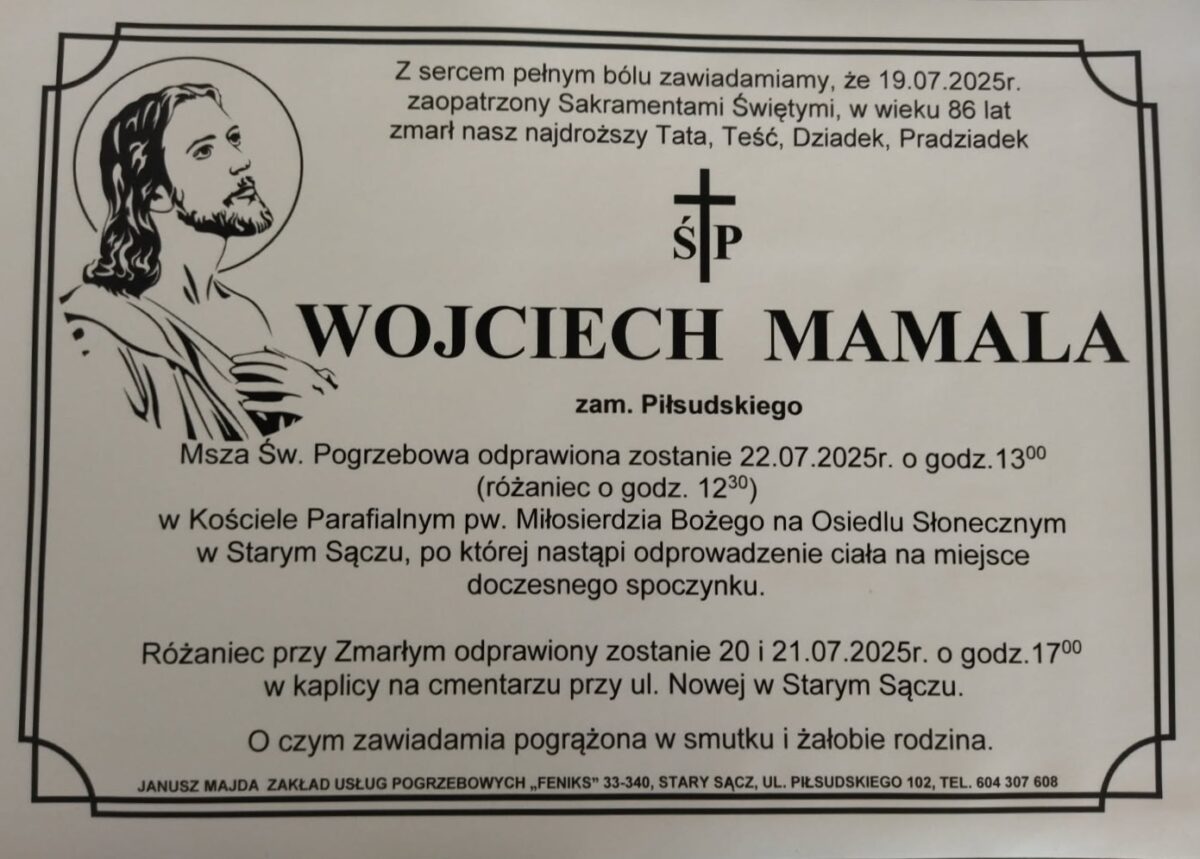 Z sercem pełnym bólu zawiadamiamy, że 19.07.2025r.
zaopatrzony Sakramentami Świętymi, w wieku 86 lat
zmarł nasz najdroższy Tata, Teść, Dziadek, Pradziadek
Ś P
WOJCIECH MAMALA
zam. Piłsudskiego
Msza Św. Pogrzebowa odprawiona zostanie 22.07.2025r. o godz.13⁰⁰
(różaniec o godz. 12³⁰)
w Kościele Parafialnym pw. Miłosierdzia Bożego na Osiedlu Słonecznym
w Starym Sączu, po której nastąpi odprowadzenie ciała na miejsce
doczesnego spoczynku.
Różaniec przy Zmarłym odprawiony zostanie 20 i 21.07.2025r. o godz.17⁰⁰
w kaplicy na cmentarzu przy ul. Nowej w Starym Sączu.
O czym zawiadamia pogrążona w smutku i żałobie rodzina.
JANUSZ MAJDA ZAKŁAD USŁUG POGRZEBOWYCH „FENIKS” 33-340, STARY SĄCZ, UL. PIŁSUDSKIEGO 102, TEL. 604 307 608